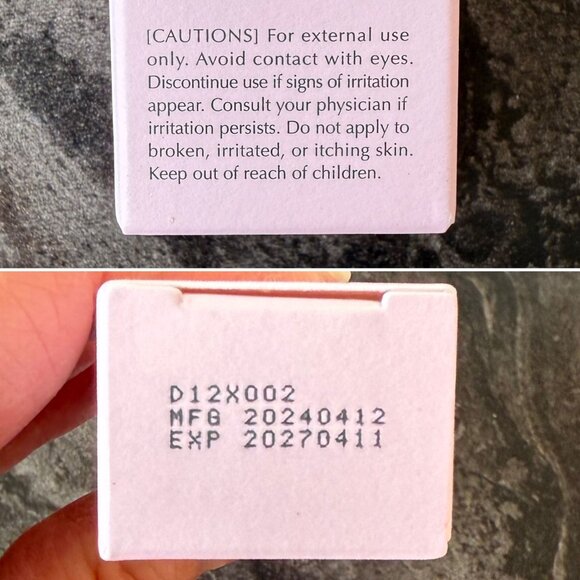 [CAUTIONS] For external use
only. Avoid contact with eyes.
Discontinue use if signs of irritation
appear. Consult your physician if
irritation persists. Do not apply to
broken, irritated, or itching skin.
Keep out of reach of children.
D12X002
MFG 20240412
EXP 20270411